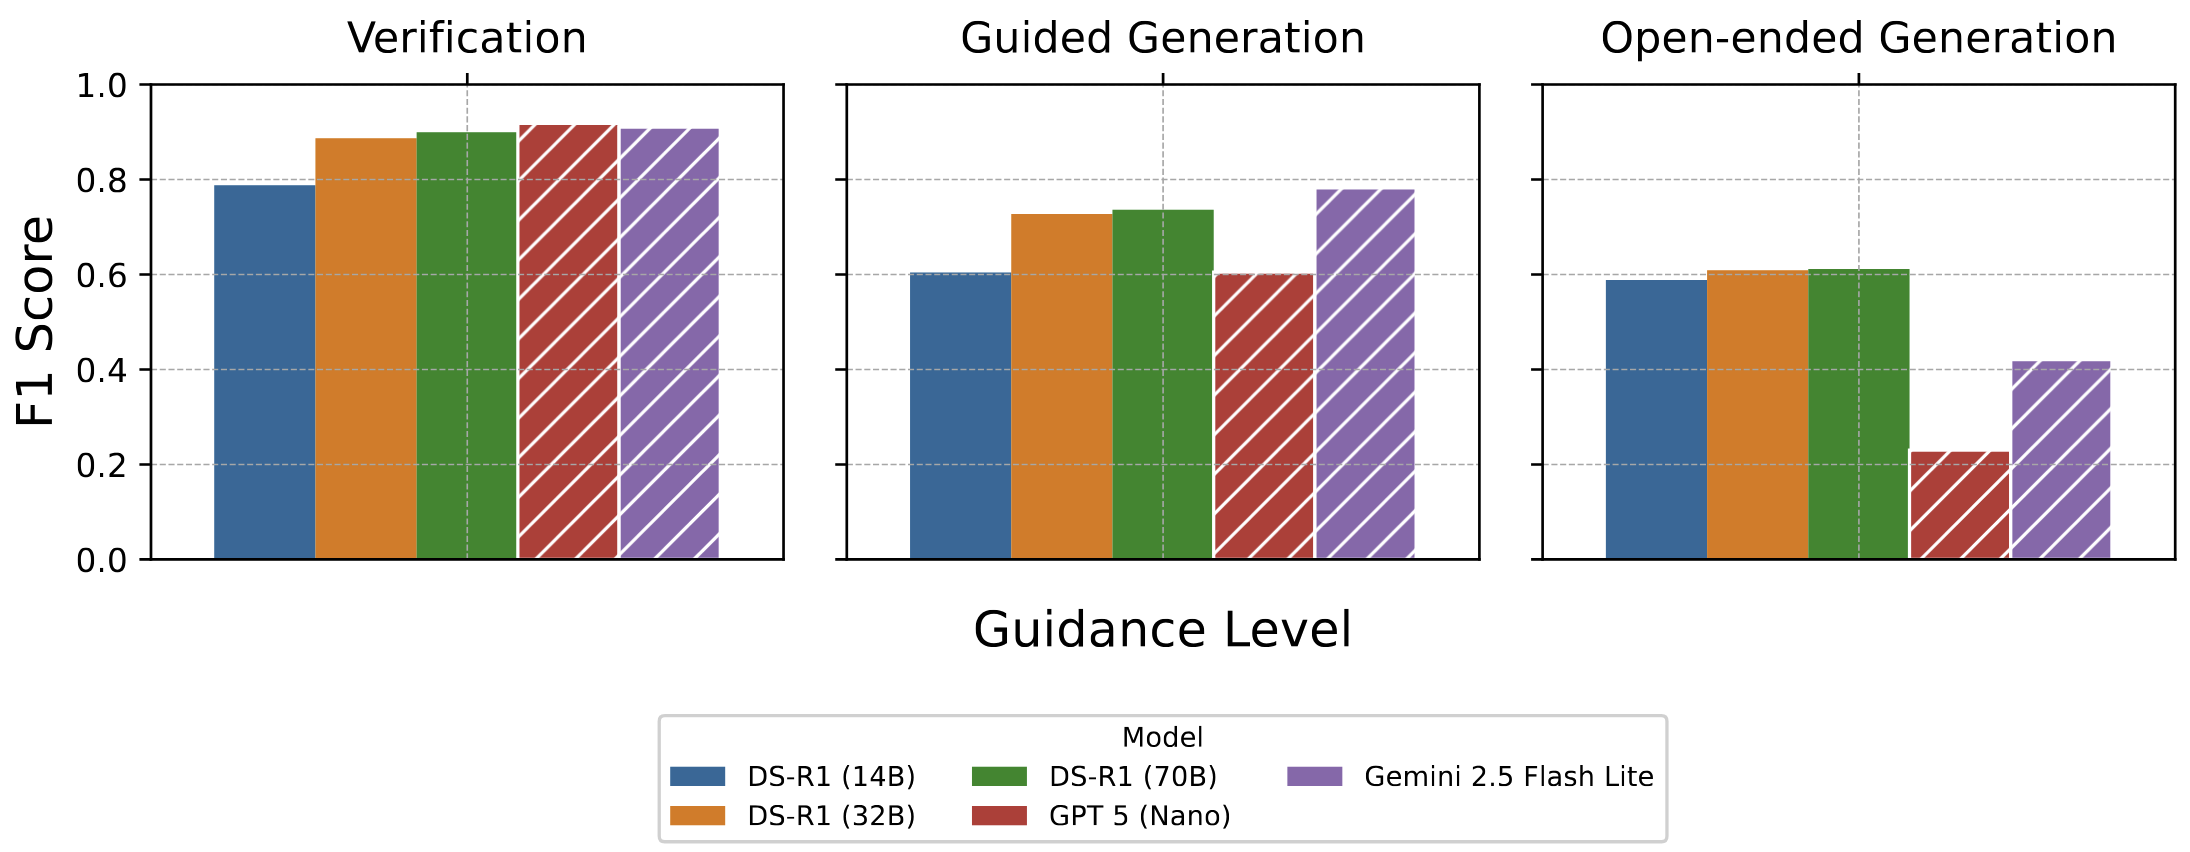 Verification
Guided Generation
Open-ended Generation
F1 Score
1.0
0.8
0.6
0.4
0.2
0.0
Guidance Level
Model
DS-R1 (14B)
DS-R1 (32B)
DS-R1 (70B)
GPT 5 (Nano)
Gemini 2.5 Flash Lite